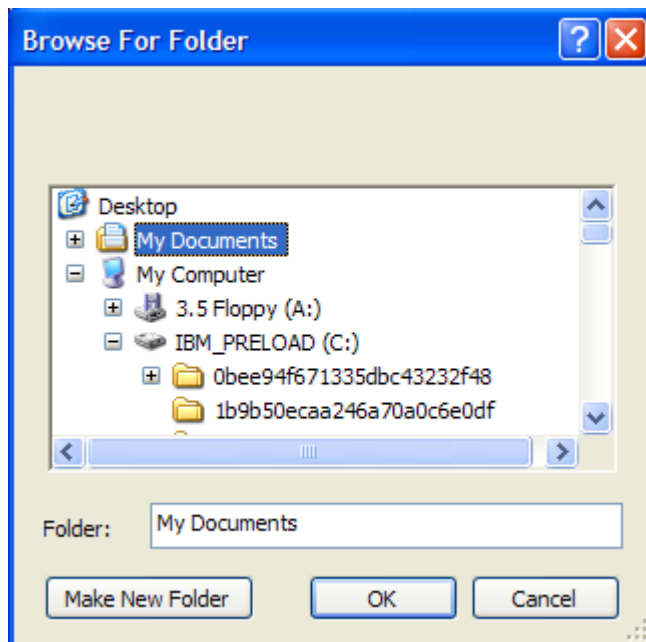 Browse For Folder
Desktop
My Documents
My Computer
3.5 Floppy (A:)
IBM_PRELOAD (C:)
0bee94f671335dbc43232f48
1b9b50ecaa246a70a0c6e0df
Folder: My Documents
Make New Folder OK Cancel